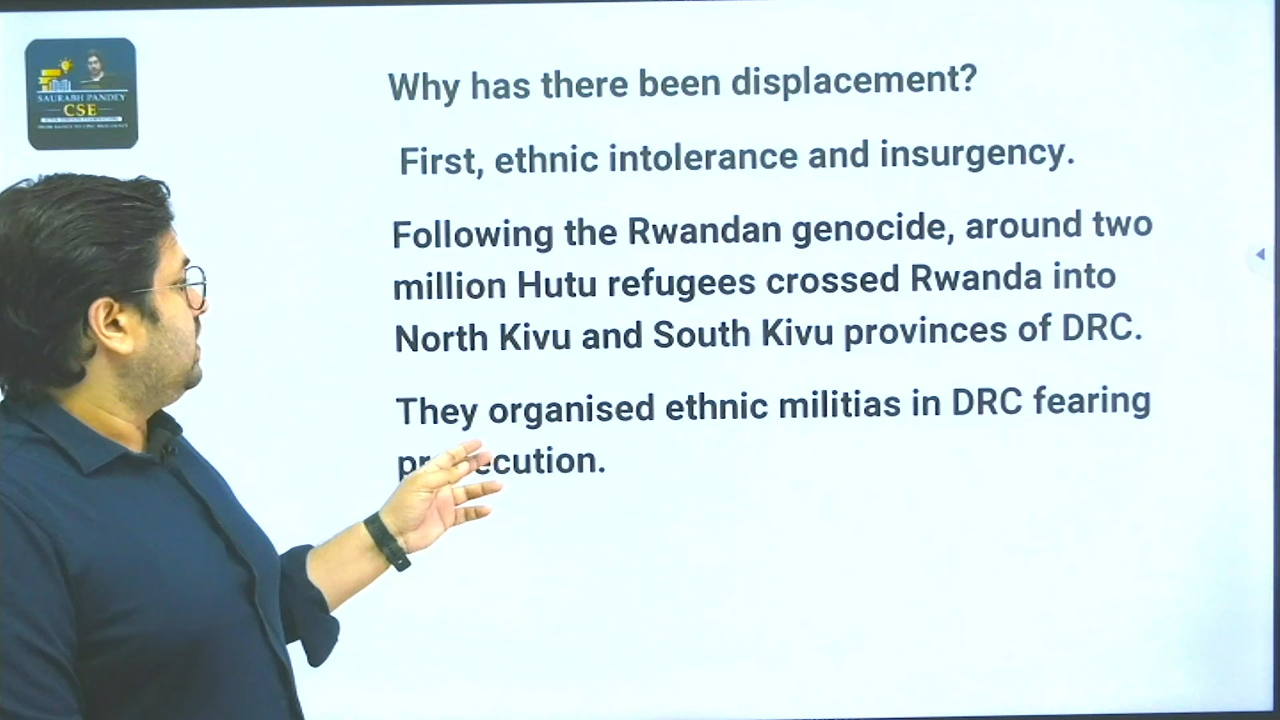 SAURABH PANDEY
CSE
Why has there been displacement?
First, ethnic intolerance and insurgency.
Following the Rwandan genocide, around two
million Hutu refugees crossed Rwanda into
North Kivu and South Kivu provinces of DRC.
They organised ethnic militias in DRC fearing